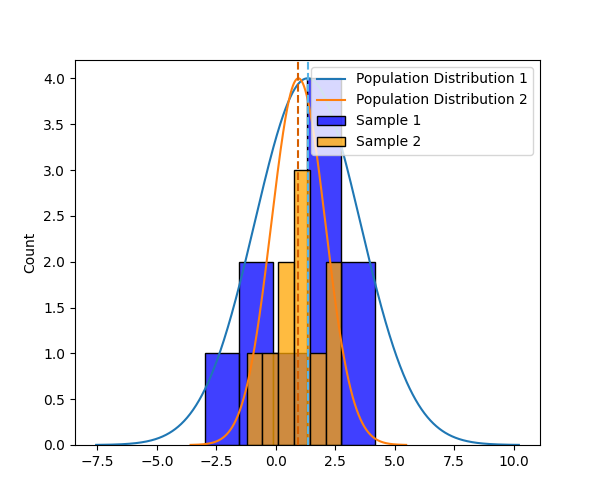 Population Distribution 1
Population Distribution 2
Sample 1
Sample 2
Count
4.0
3.5
3.0
2.5
2.0
1.5
1.0
0.5
0.0
−7.5 −5.0 −2.5 0.0 2.5 5.0 7.5 10.0